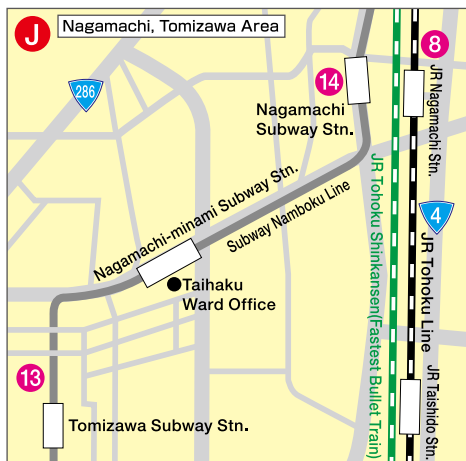 J
Nagamachi, Tomizawa Area
286
8
14
JR Nagamachi Stn.
Nagamachi
Subway Stn.
Nagamachi-minami Subway Stn.
Subway Namboku Line
JR Tohoku Shinkansen(Fastest Bullet Train)
4
JR Tohoku Line
Taihaku
Ward Office
JR Taishido Stn.
13
Tomizawa Subway Stn.